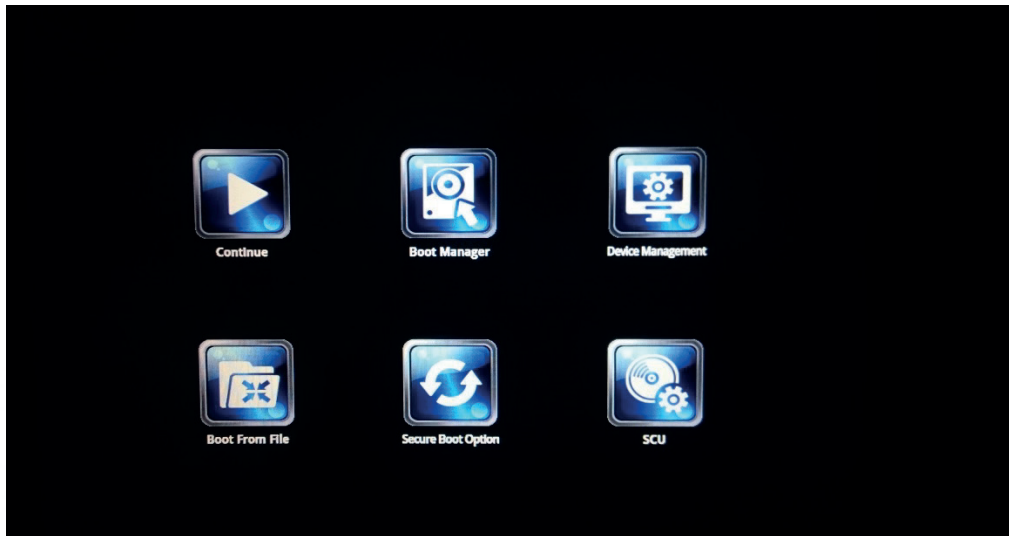 Continue
Boot Manager
Device Management
Boot From File
Secure Boot Option
SCU